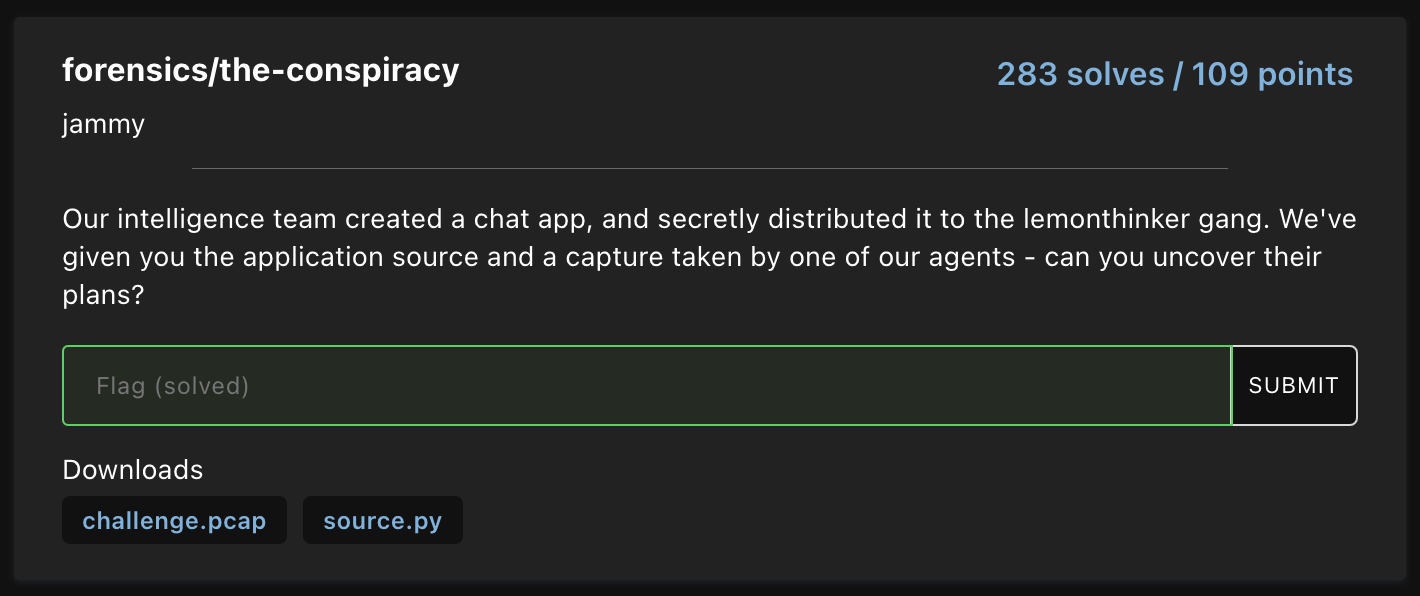 forensics/the-conspiracy
283 solves / 109 points
jammy
Our intelligence team created a chat app, and secretly distributed it to the lemonthinker gang. We've
given you the application source and a capture taken by one of our agents - can you uncover their
plans?
Flag (solved)
SUBMIT
Downloads
challenge.pcap
source.py